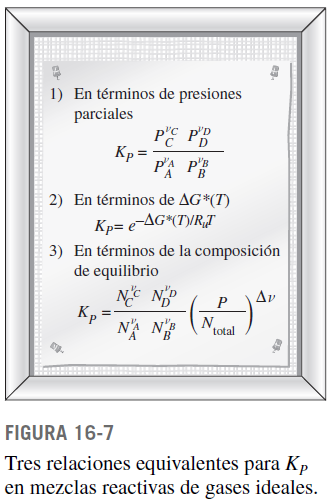 1) En términos de presiones
parciales
K_P = (P_C^{ν_C} P_D^{ν_D}) / (P_A^{ν_A} P_B^{ν_B})
2) En términos de ΔG*(T)
K_P = e^{–ΔG*(T)/R_uT}
3) En términos de la composición
de equilibrio
K_P = (N_C^{ν_C} N_D^{ν_D}) / (N_A^{ν_A} N_B^{ν_B}) (P / N_total)^{Δν}
FIGURA 16-7
Tres relaciones equivalentes para K_P
en mezclas reactivas de gases ideales.